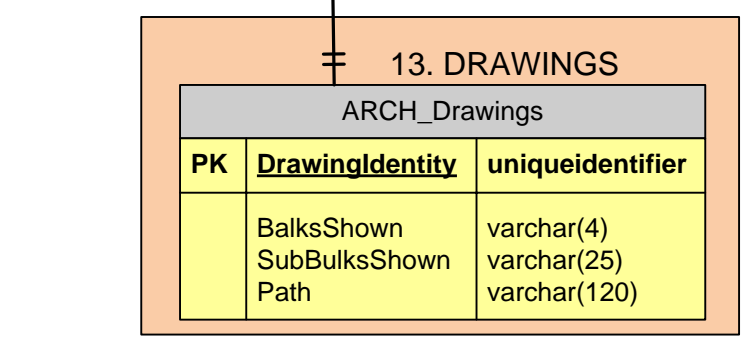 13. DRAWINGS
ARCH_Drawings
PK DrawingIdentity uniqueidentifier
BalksShown varchar(4)
SubBulksShown varchar(25)
Path varchar(120)